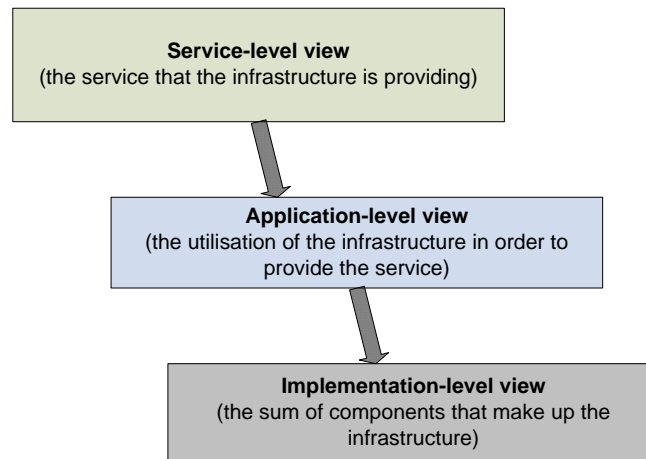 Service-level view
(the service that the infrastructure is providing)
Application-level view
(the utilisation of the infrastructure in order to
provide the service)
Implementation-level view
(the sum of components that make up the
infrastructure)